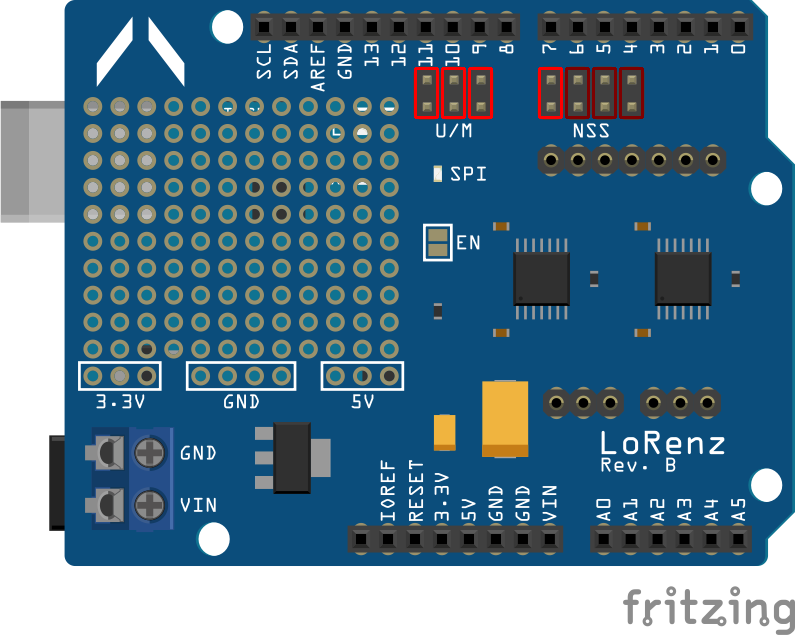 SCL SDA AREF GND 13 12 11 10 9 8 7 6 5 4 3 2 1 0
U/M NSS
SPI
EN
3.3V GND 5V
LoRenz
Rev. B
GND
VIN
IOREF RESET 3.3V 5V GND GND VIN A0 A1 A2 A3 A4 A5
fritzing